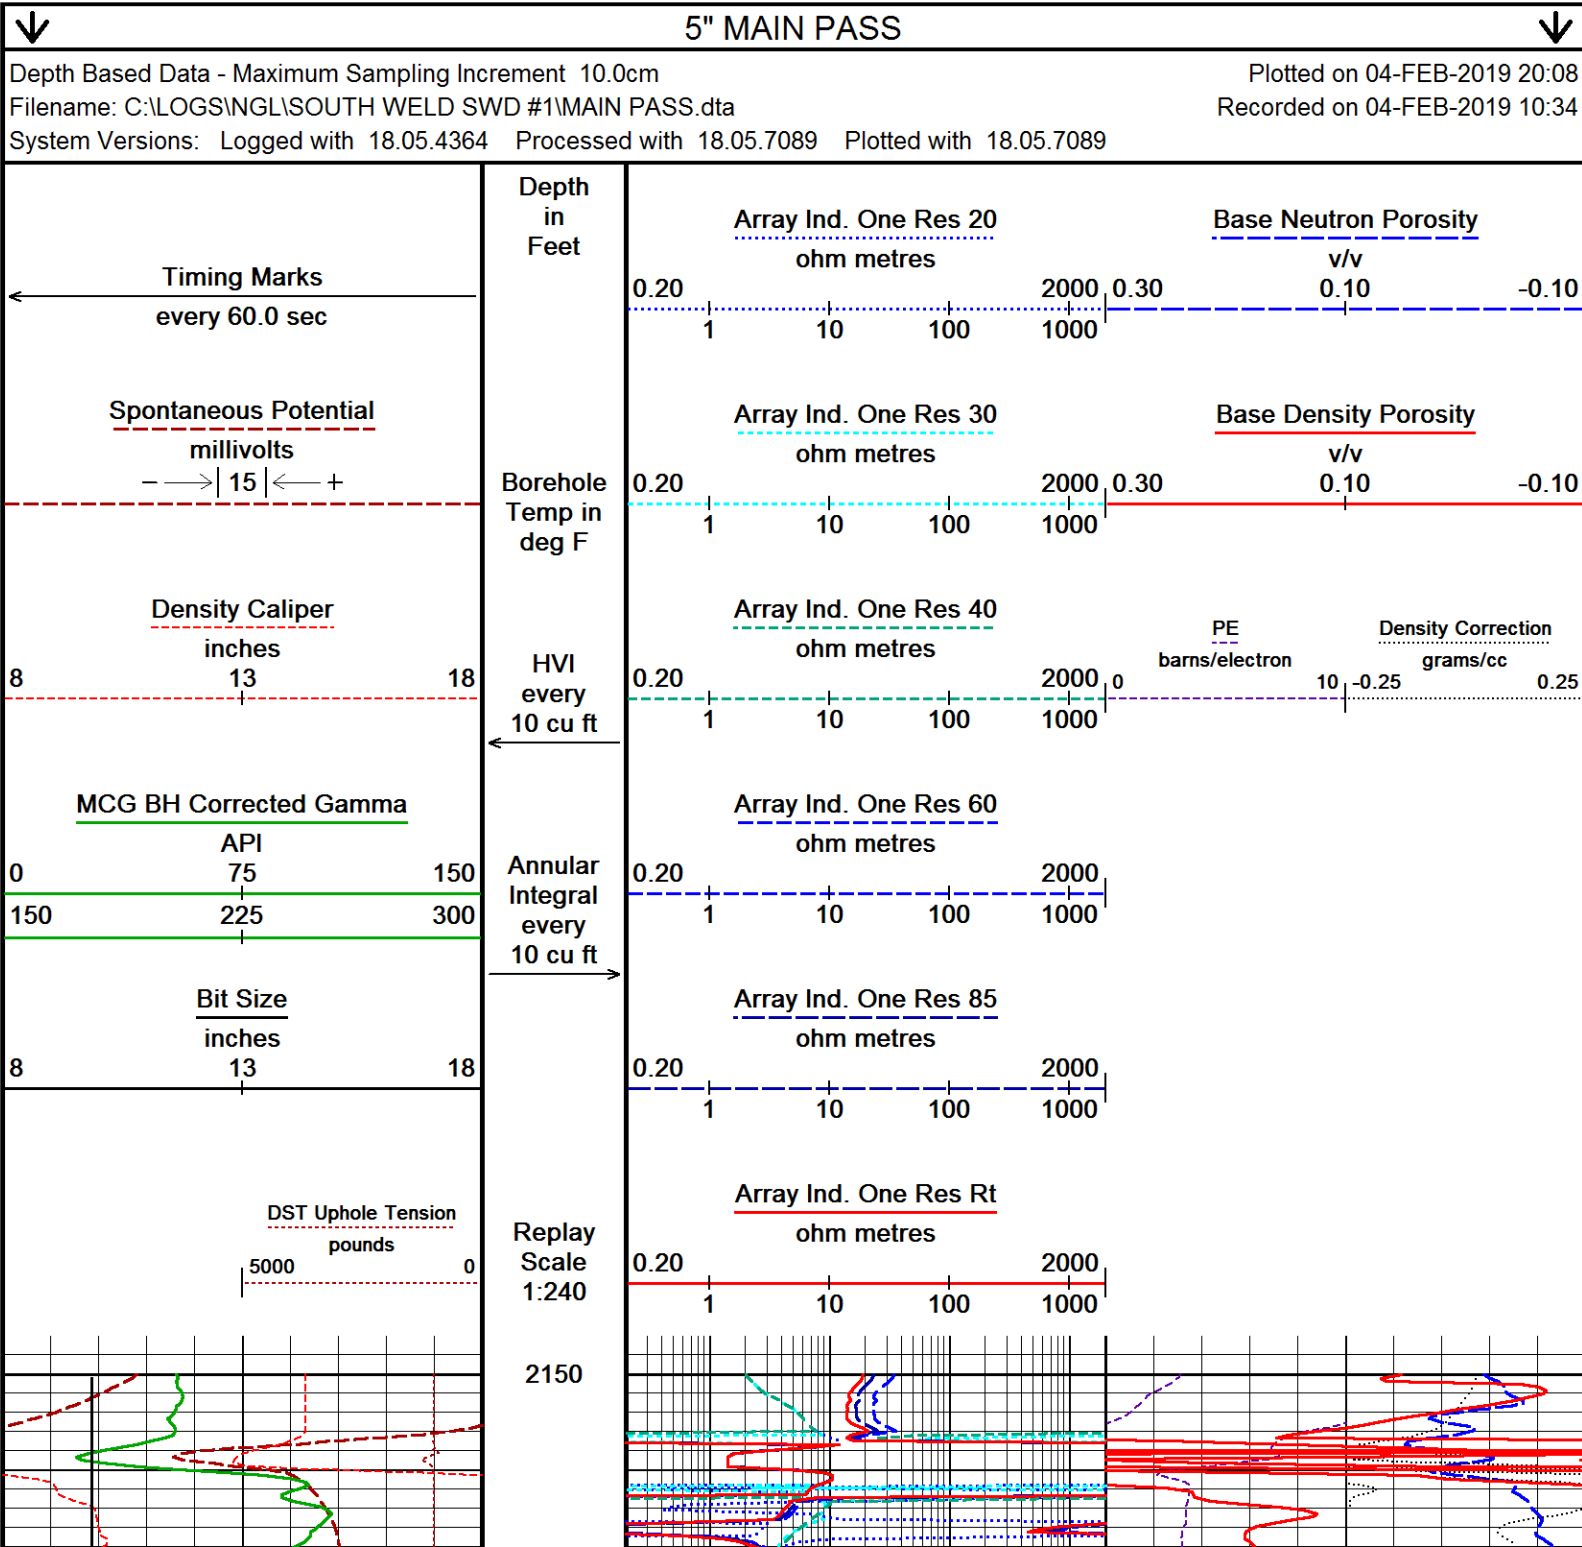 5" MAIN PASS
Depth Based Data - Maximum Sampling Increment 10.0cm
Plotted on 04-FEB-2019 20:08
Filename: C:\LOGS\NGL\SOUTH WELD SWD #1\MAIN PASS.dta
Recorded on 04-FEB-2019 10:34
System Versions: Logged with 18.05.4364 Processed with 18.05.7089 Plotted with 18.05.7089
Timing Marks
every 60.0 sec
Spontaneous Potential
millivolts
− 15 +
Density Caliper
inches
8 13 18
MCG BH Corrected Gamma
API
0 75 150
150 225 300
Bit Size
inches
8 13 18
DST Uphole Tension
pounds
5000 0
Depth
in
Feet
Borehole
Temp in
deg F
HVI
every
10 cu ft
Annular
Integral
every
10 cu ft
Replay
Scale
1:240
2150
Array Ind. One Res 20
ohm metres
0.20 2000
1 10 100 1000
Array Ind. One Res 30
ohm metres
0.20 2000
1 10 100 1000
Array Ind. One Res 40
ohm metres
0.20 2000
1 10 100 1000
Array Ind. One Res 60
ohm metres
0.20 2000
1 10 100 1000
Array Ind. One Res 85
ohm metres
0.20 2000
1 10 100 1000
Array Ind. One Res Rt
ohm metres
0.20 2000
1 10 100 1000
Base Neutron Porosity
v/v
0.30 0.10 -0.10
Base Density Porosity
v/v
0.30 0.10 -0.10
PE
barns/electron
0 10
Density Correction
grams/cc
-0.25 0.25